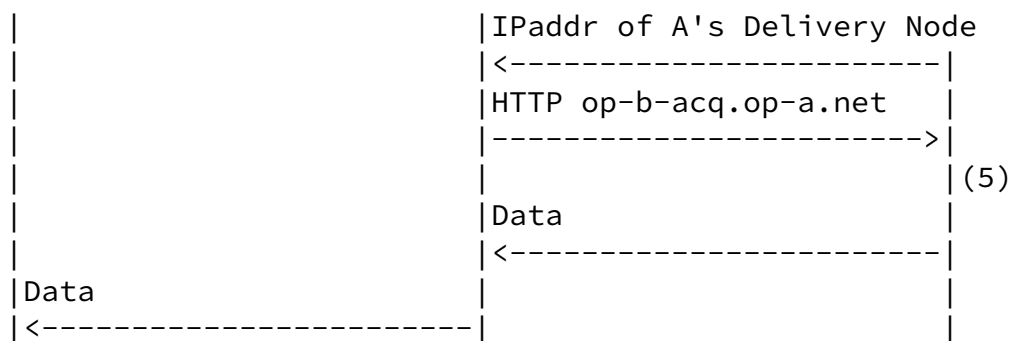 |                         |IPaddr of A's Delivery Node
|                         |<------------------------|
|                         |HTTP op-b-acq.op-a.net   |
|                         |------------------------>|
|                         |                         |(5)
|                         |Data                     |
|                         |<------------------------|
|Data                     |                         |
|<------------------------|                         |